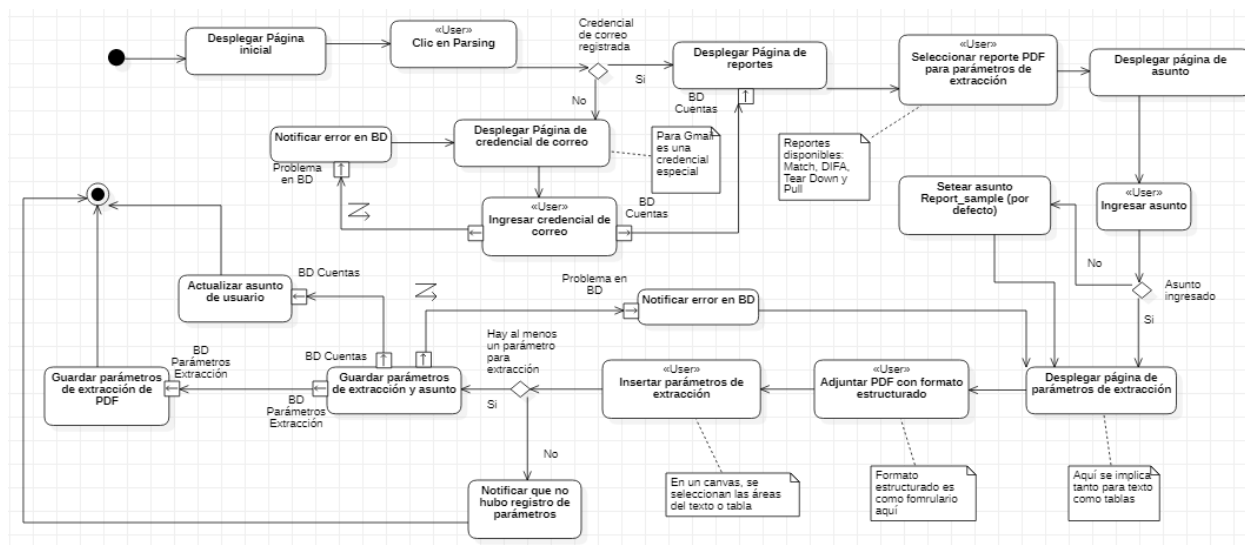 Desplegar Página
inicial
«User»
Clic en Parsing
Credencial
de correo
registrada
Si
No
Desplegar Página de
reportes
BD
Cuentas
«User»
Seleccionar reporte PDF
para parámetros de
extracción
Desplegar página de
asunto
Notificar error en BD
Problema
en BD
Desplegar Página de
credencial de correo
Para Gmail
es una
credencial
especial
Reportes
disponibles:
Match, DIFA,
Tear Down y
Pull
«User»
Ingresar credencial de
correo
BD
Cuentas
Setear asunto
Report_sample (por
defecto)
«User»
Ingresar asunto
No
Asunto
ingresado
Si
Actualizar asunto
de usuario
BD Cuentas
Problema en
BD
Notificar error en BD
BD
Parámetros
Extracción
Guardar parámetros
de extracción de
PDF
BD Cuentas
BD
Parámetros
Extracción
Guardar parámetros
de extracción y asunto
Hay al menos
un parámetro
para
extracción
Si
No
«User»
Insertar parámetros de
extracción
«User»
Adjuntar PDF con formato
estructurado
Desplegar página de
parámetros de extracción
Notificar que no
hubo registro de
parámetros
En un canvas, se
seleccionan las áreas
del texto o tabla
Formato
estructurado es
como fomrulario
aquí
Aquí se implica
tanto para texto
como tablas